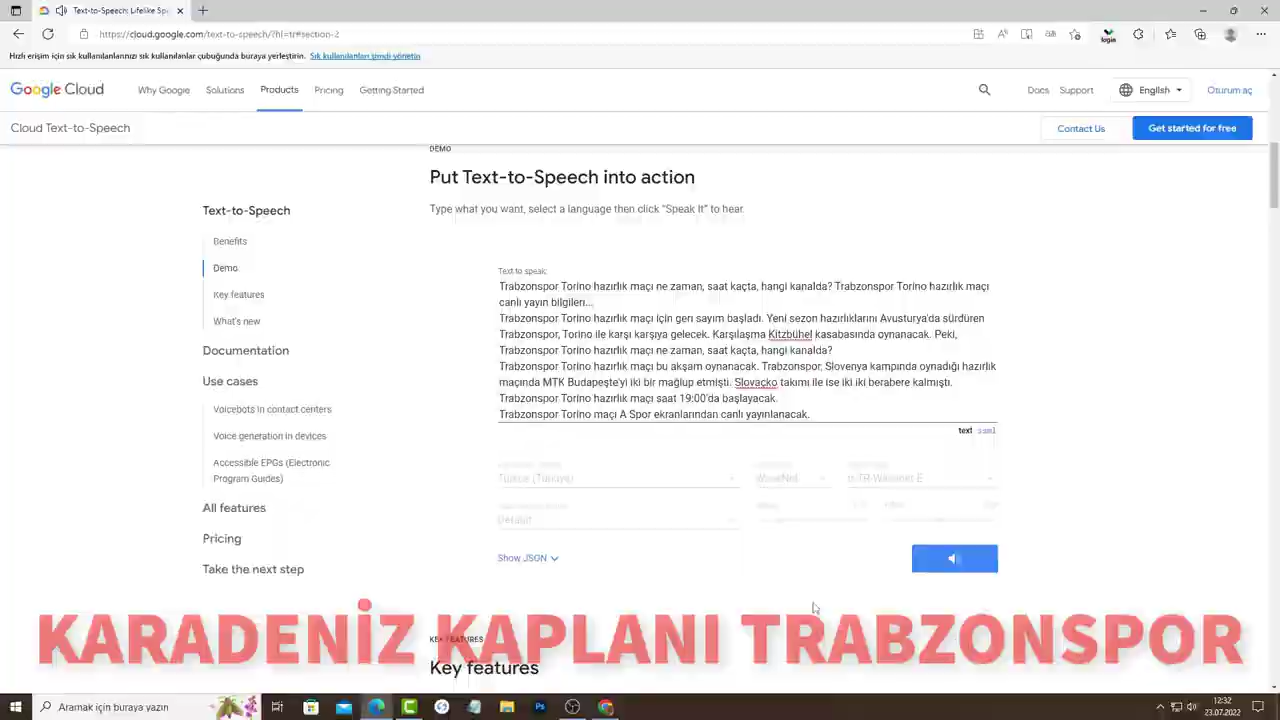 Text-to-Speech: Lifelike Sp
https://cloud.google.com/text-to-speech/?hl=tr#section-2
login
Hızlı erişim için sık kullanılanlarınızı sık kullanılanlar çubuğunda buraya yerleştirin. Sık kullanılanları şimdi yönetin
Google Cloud
Why Google
Solutions
Products
Pricing
Getting Started
Docs
Support
English
Oturum aç
Cloud Text-to-Speech
Contact Us
Get started for free
DEMO
Put Text-to-Speech into action
Type what you want, select a language then click "Speak It" to hear.
Text-to-Speech
Benefits
Demo
Key features
What's new
Documentation
Use cases
Voicebots in contact centers
Voice generation in devices
Accessible EPGs (Electronic
Program Guides)
All features
Pricing
Take the next step
Text to speak:
Trabzonspor Torino hazırlık maçı ne zaman, saat kaçta, hangi kanalda? Trabzonspor Torino hazırlık maçı
canlı yayın bilgileri...
Trabzonspor Torino hazırlık maçı için geri sayım başladı. Yeni sezon hazırlıklarını Avusturya'da sürdüren
Trabzonspor, Torino ile karşı karşıya gelecek. Karşılaşma Kitzbühel kasabasında oynanacak. Peki,
Trabzonspor Torino hazırlık maçı ne zaman, saat kaçta, hangi kanalda?
Trabzonspor Torino hazırlık maçı bu akşam oynanacak. Trabzonspor, Slovenya kampında oynadığı hazırlık
maçında MTK Budapeşte'yi iki bir mağlup etmişti. Slovaçko takımı ile ise iki iki berabere kalmıştı.
Trabzonspor Torino hazırlık maçı saat 19:00'da başlayacak.
Trabzonspor Torino maçı A Spor ekranlarından canlı yayınlanacak.
text ssml
Türkçe (Türkiye)
WaveNet
tr-TR-Wavenet-E
Default
Show JSON
KARADENİZ KAPLANI TRABZONSPOR
KEY FEATURES
Key features
Aramak için buraya yazın
12:32
23.07.2022